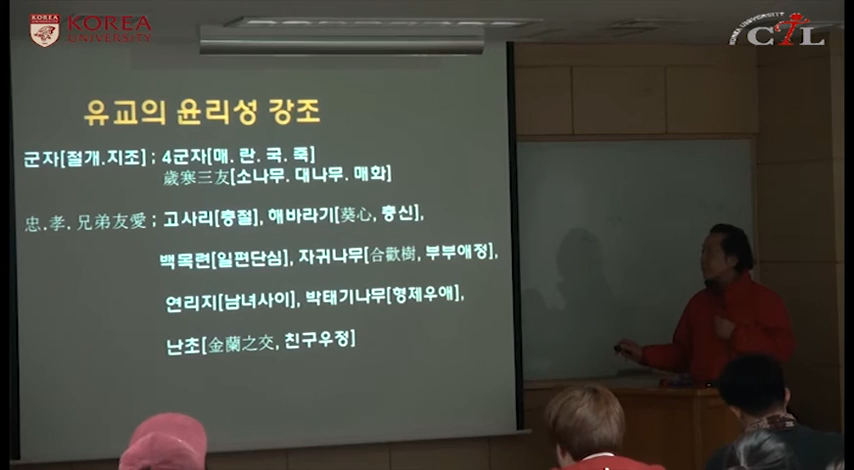 KOREA
KOREA
UNIVERSITY
KOREA UNIVERSITY
CTL
유교의 윤리성 강조
군자[절개.지조] ; 4군자[매. 란. 국. 죽]
歲寒三友[소나무. 대나무. 매화]
忠.孝. 兄弟友愛 ; 고사리[충절], 해바라기[葵心, 충신],
백목련[일편단심], 자귀나무[合歡樹, 부부애정],
연리지[남녀사이], 박태기나무[형제우애],
난초[金蘭之交, 친구우정]